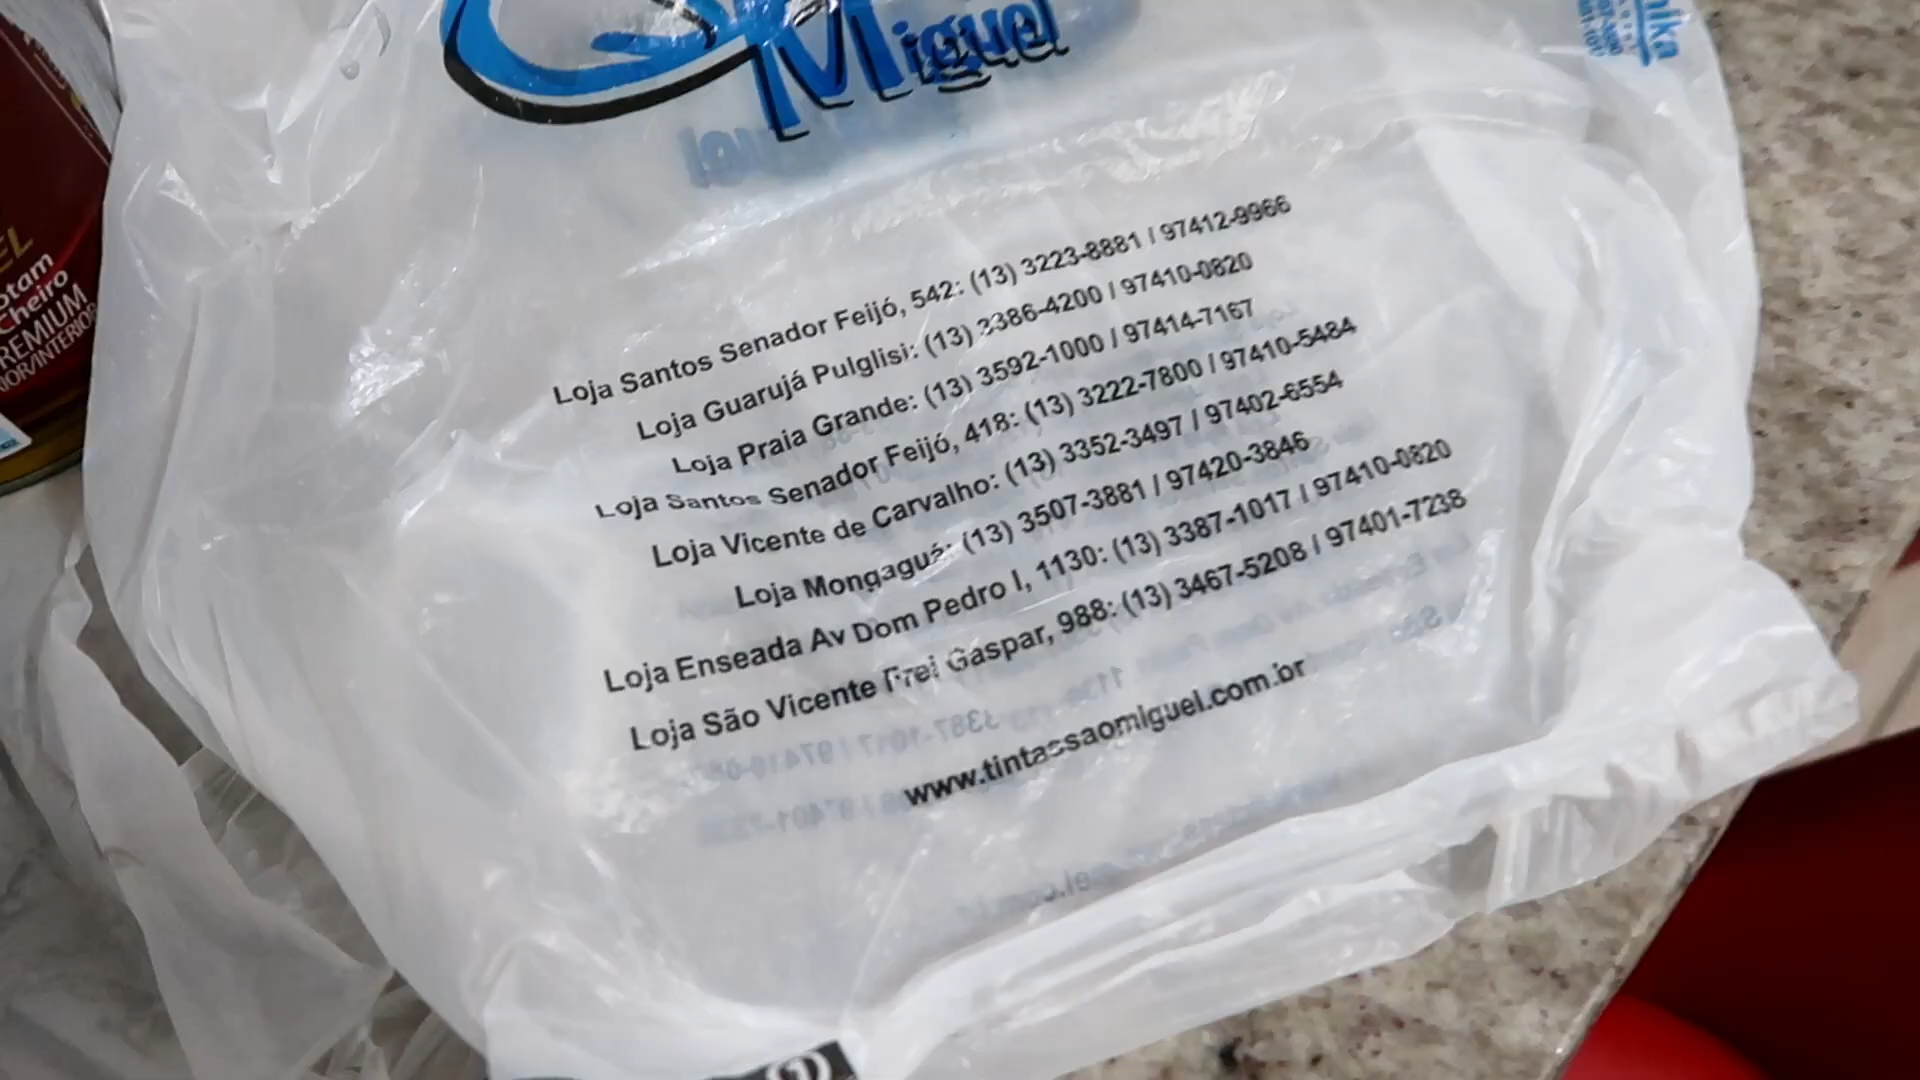 Miguel
EL
PREMIUM
Loja Santos Senador Feijó, 542: (13) 3223-8881 / 97412-9966
Loja Guarujá Pulglisi: (13) 3386-4200 / 97410-0820
Loja Praia Grande: (13) 3592-1000 / 97414-7167
Loja Santos Senador Feijó, 418: (13) 3222-7800 / 97410-5484
Loja Vicente de Carvalho: (13) 3352-3497 / 97402-6554
Loja Mongaguá: (13) 3507-3881 / 97420-3846
Loja Enseada Av Dom Pedro I, 1130: (13) 3387-1017 / 97410-0820
Loja São Vicente Frei Gaspar, 988: (13) 3467-5208 / 97401-7238
www.tintassaomiguel.com.br